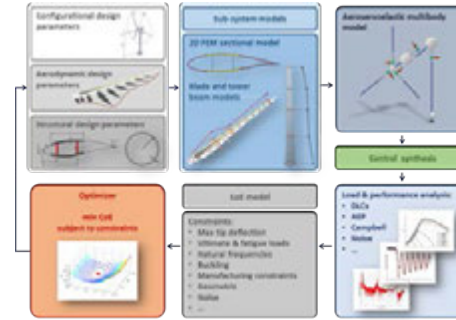 Configurational design
parameters
Aerodynamic design
parameters
Structural design parameters
Sub system models
2D FEM sectional model
Blade and tower
beam models
Aeroservoelastic multibody
model
Control synthesis
Load & performance analysis:
DLCs
AEP
Campbell
Noise
...
Cost model
Constraints:
Max tip deflection
Ultimate & fatigue loads
Natural frequencies
Buckling
Manufacturing constraints
Geometric
Noise
...
Optimizer
min CoE
subject to constraints